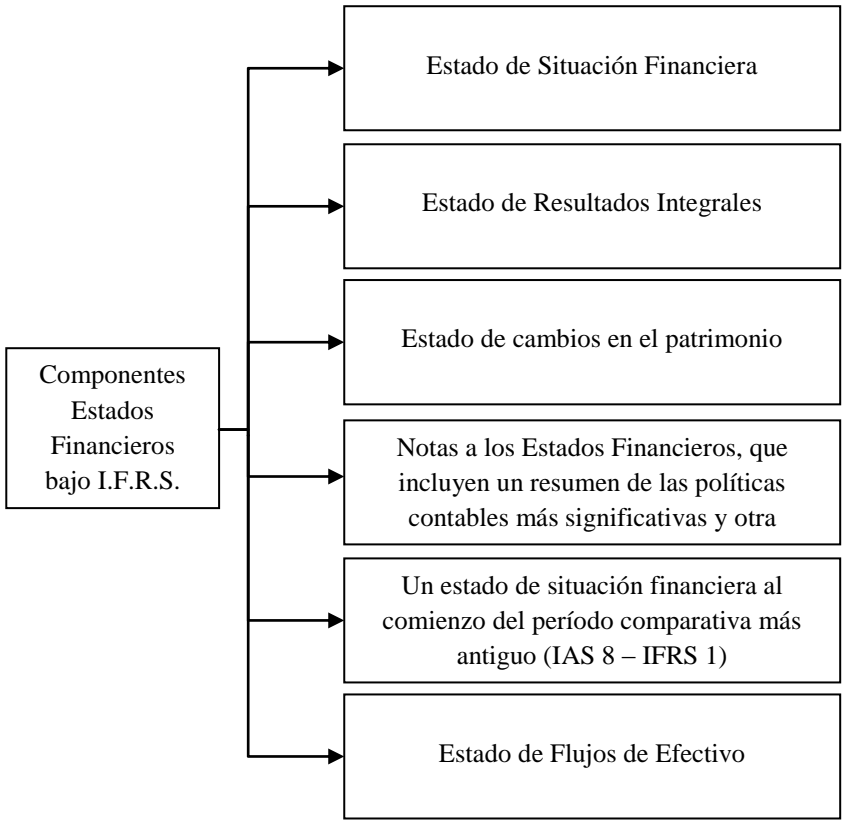 Estado de Situación Financiera
Estado de Resultados Integrales
Estado de cambios en el patrimonio
Componentes
Estados
Financieros
bajo I.F.R.S.
Notas a los Estados Financieros, que
incluyen un resumen de las políticas
contables más significativas y otra
Un estado de situación financiera al
comienzo del período comparativa más
antiguo (IAS 8 – IFRS 1)
Estado de Flujos de Efectivo